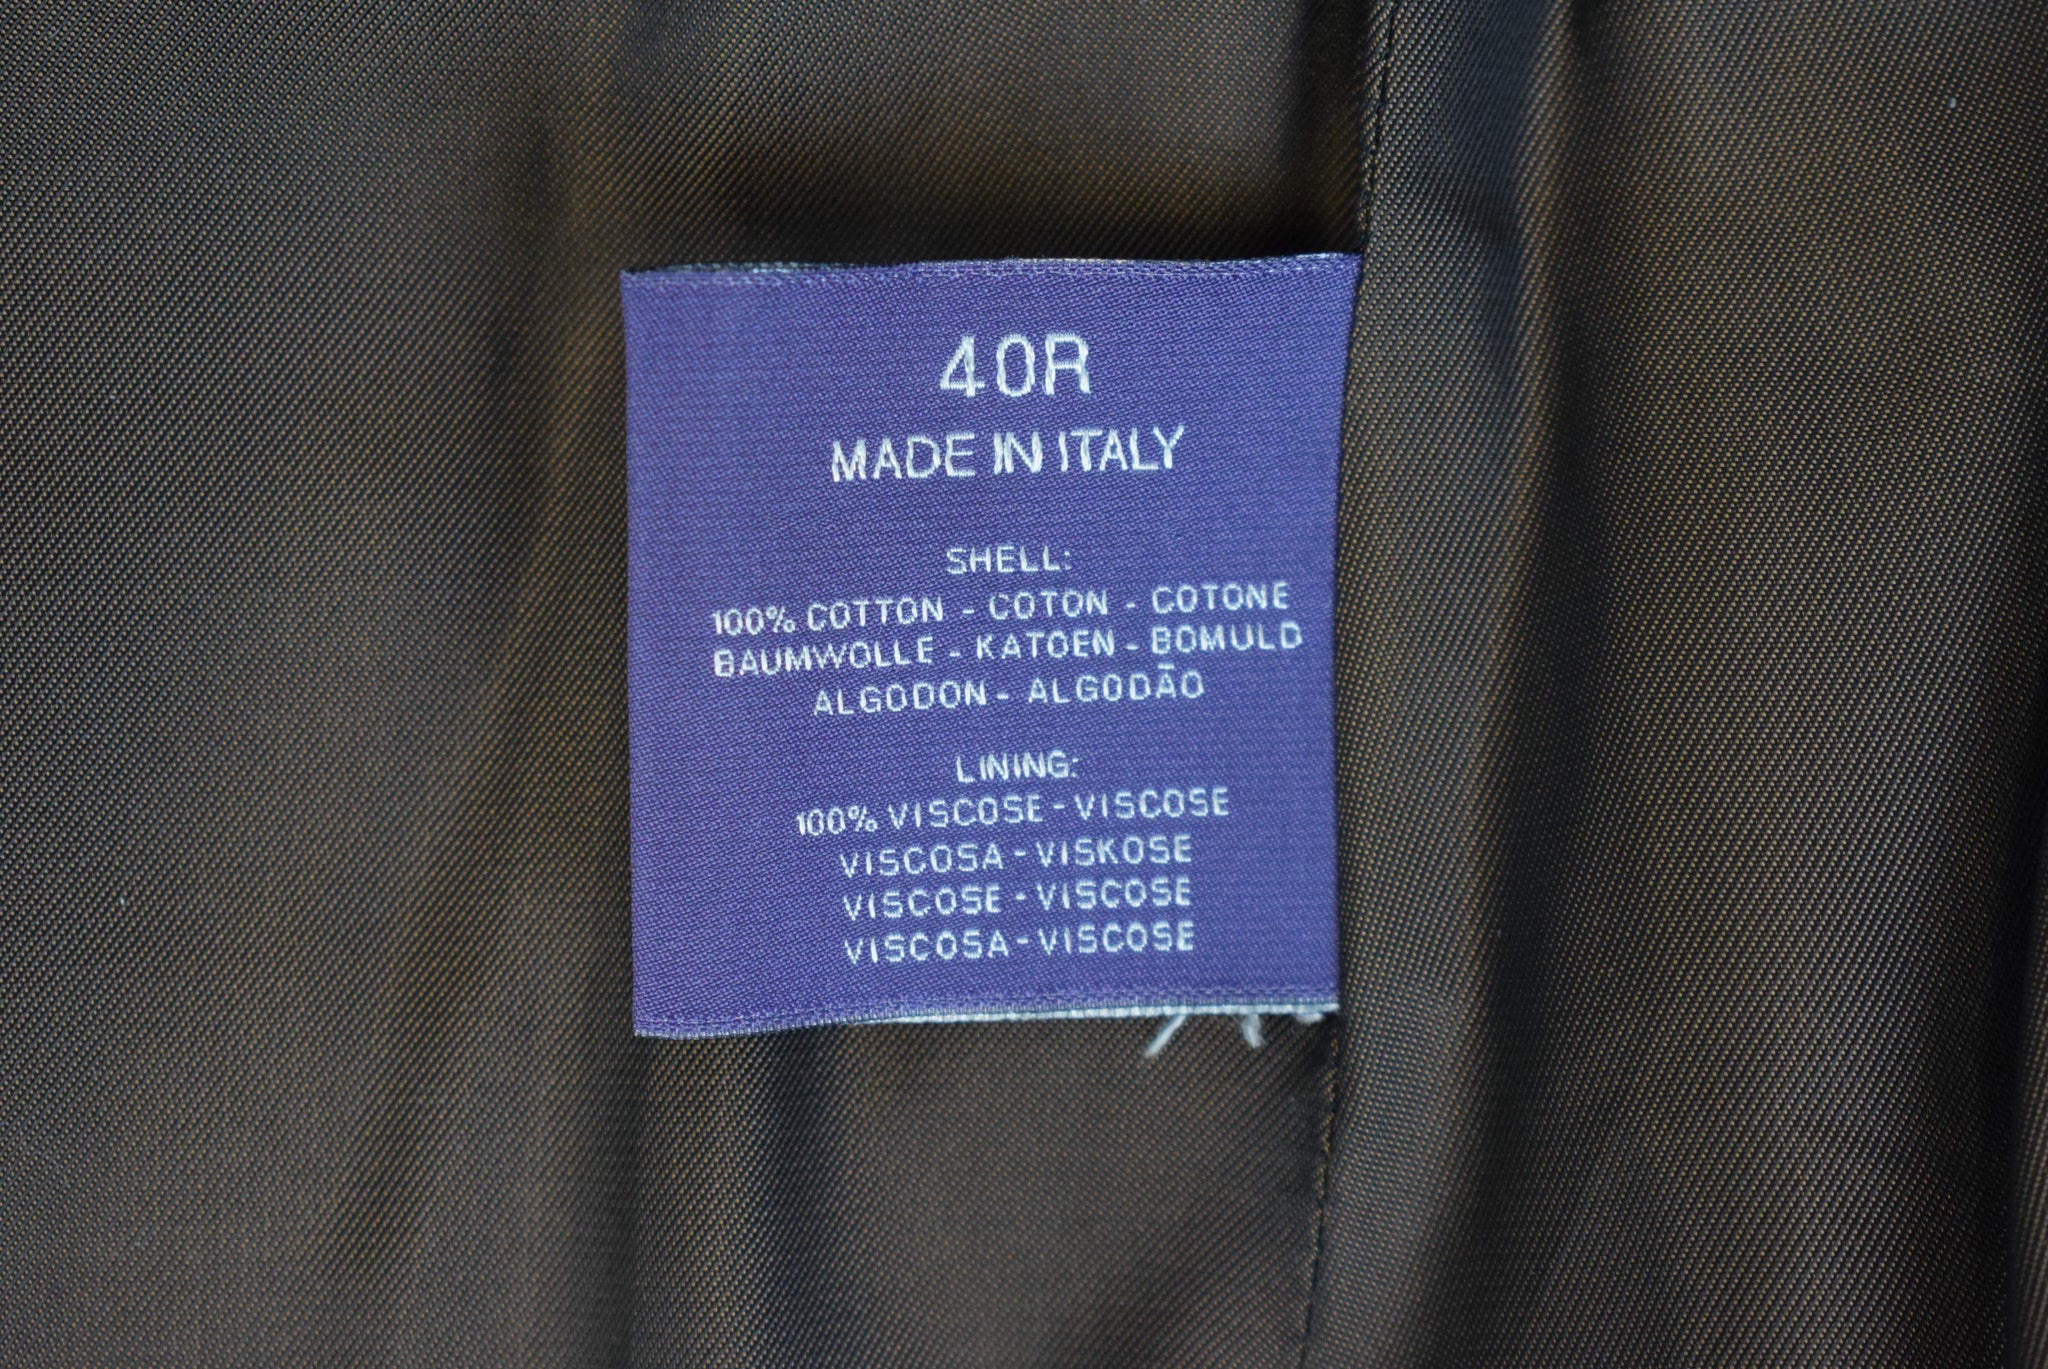 40R
MADE IN ITALY
SHELL:
100% COTTON - COTON - COTONE
BAUMWOLLE - KATOEN - BOMULD
ALGODON - ALGODÃO
LINING:
100% VISCOSE - VISCOSE
VISCOSA - VISKOSE
VISCOSE - VISCOSE
VISCOSA - VISCOSE